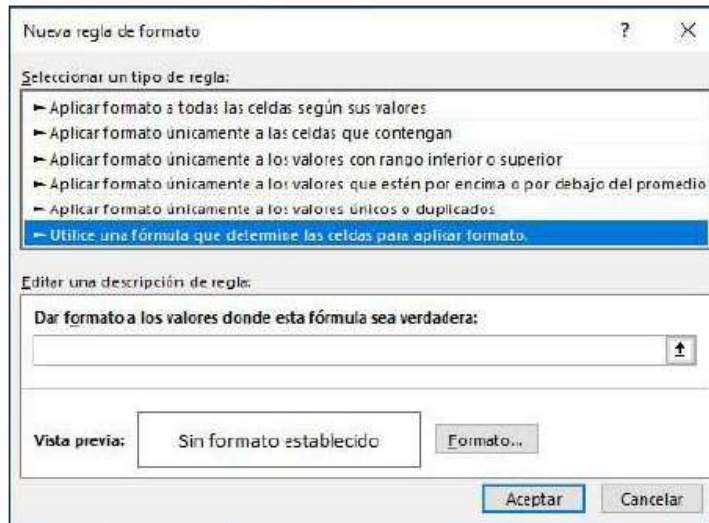 Nueva regla de formato ? X
Seleccionar un tipo de regla:
► Aplicar formato a todas las celdas según sus valores
► Aplicar formato únicamente a las celdas que contengan
► Aplicar formato únicamente a los valores con rango inferior o superior
► Aplicar formato únicamente a los valores que estén por encima o por debajo del promedio
► Aplicar formato únicamente a los valores únicos o duplicados
► Utilice una fórmula que determine las celdas para aplicar formato.
Editar una descripción de regla:
Dar formato a los valores donde esta fórmula sea verdadera:
Vista previa: Sin formato establecido Formato...
Aceptar Cancelar